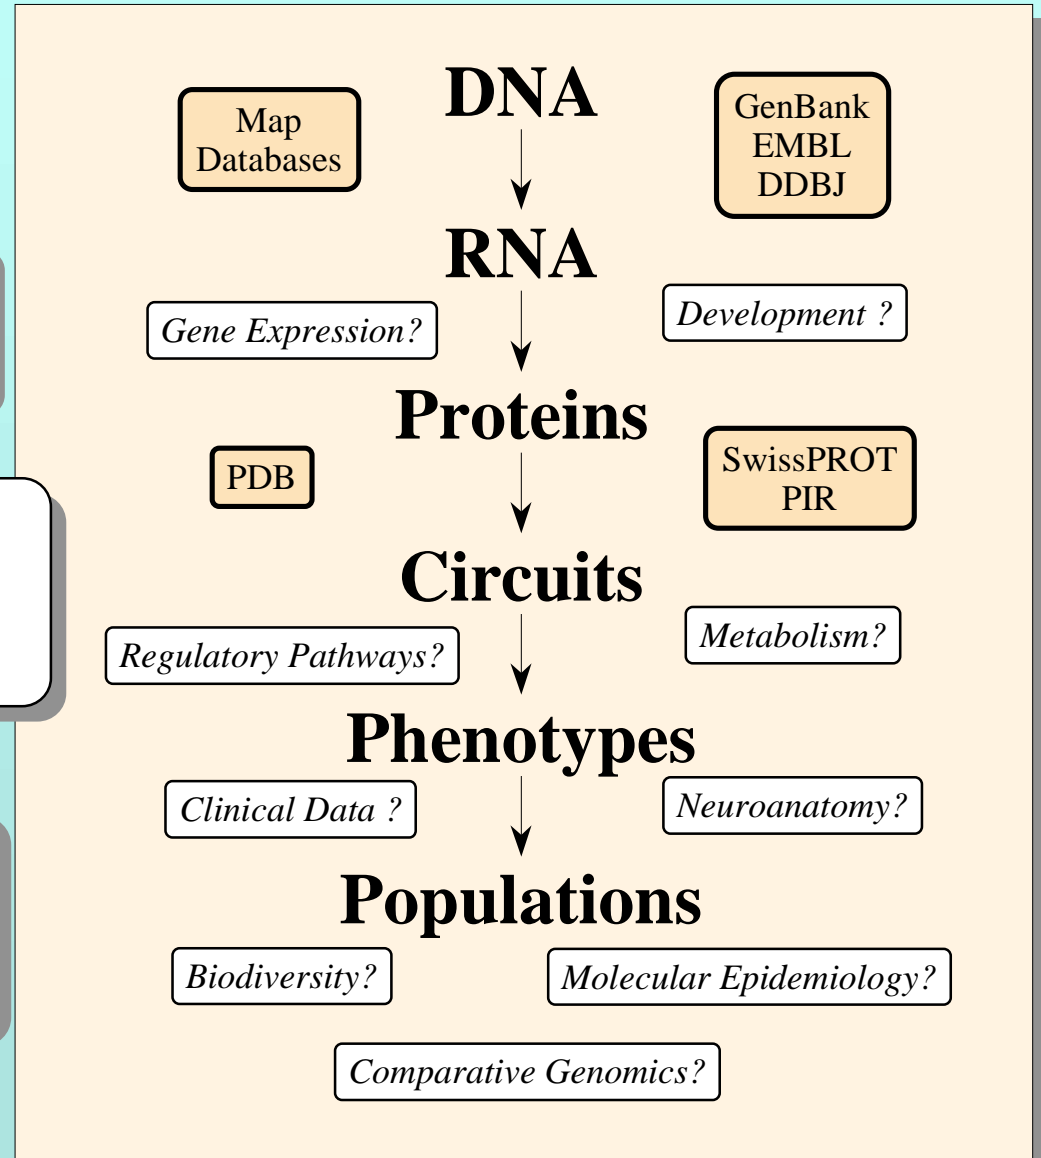 DNA
Map
Databases
GenBank
EMBL
DDBJ
RNA
Gene Expression?
Development ?
Proteins
PDB
SwissPROT
PIR
Circuits
Regulatory Pathways?
Metabolism?
Phenotypes
Clinical Data ?
Neuroanatomy?
Populations
Biodiversity?
Molecular Epidemiology?
Comparative Genomics?